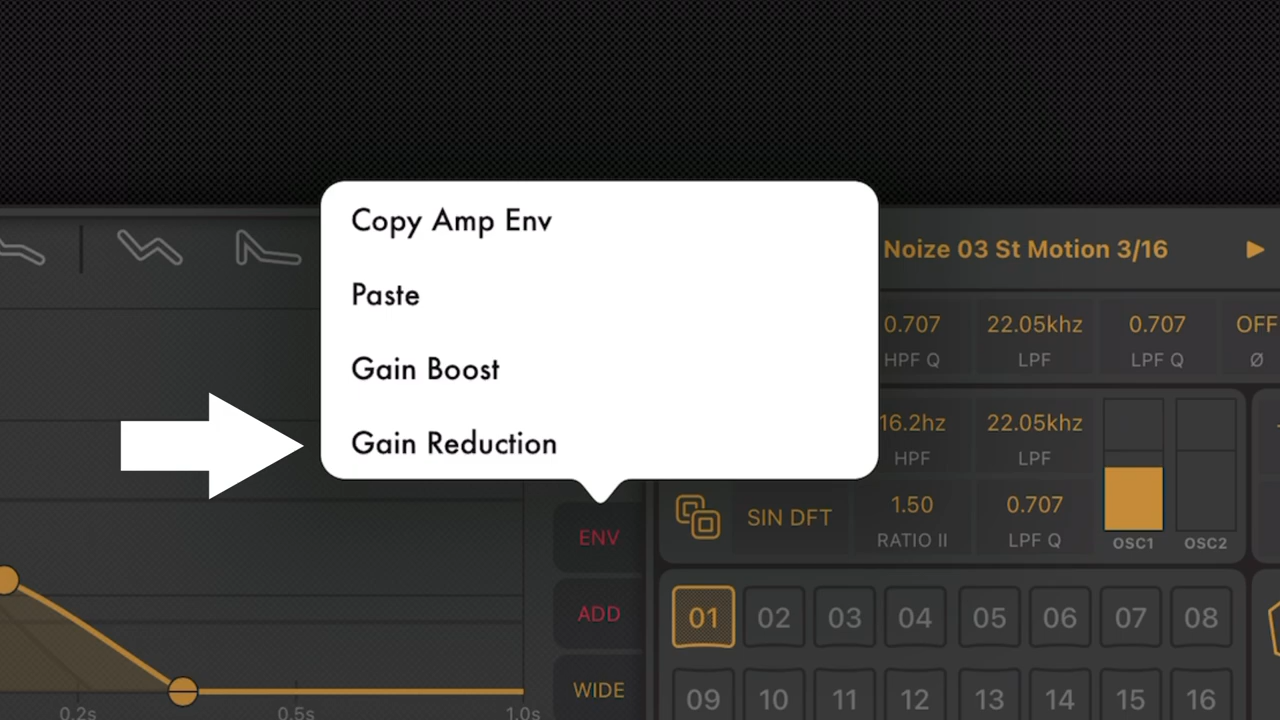 Copy Amp Env
Paste
Gain Boost
Gain Reduction
Noize 03 St Motion 3/16
0.707 22.05khz 0.707 OFF
HPF Q LPF LPF Q Ø
16.2hz 22.05khz
HPF LPF
SIN DFT 1.50 0.707
RATIO II LPF Q OSC1 OSC2
ENV
ADD
WIDE
01 02 03 04 05 06 07 08
09 10 11 12 13 14 15 16
0.2s 0.5s 1.0s